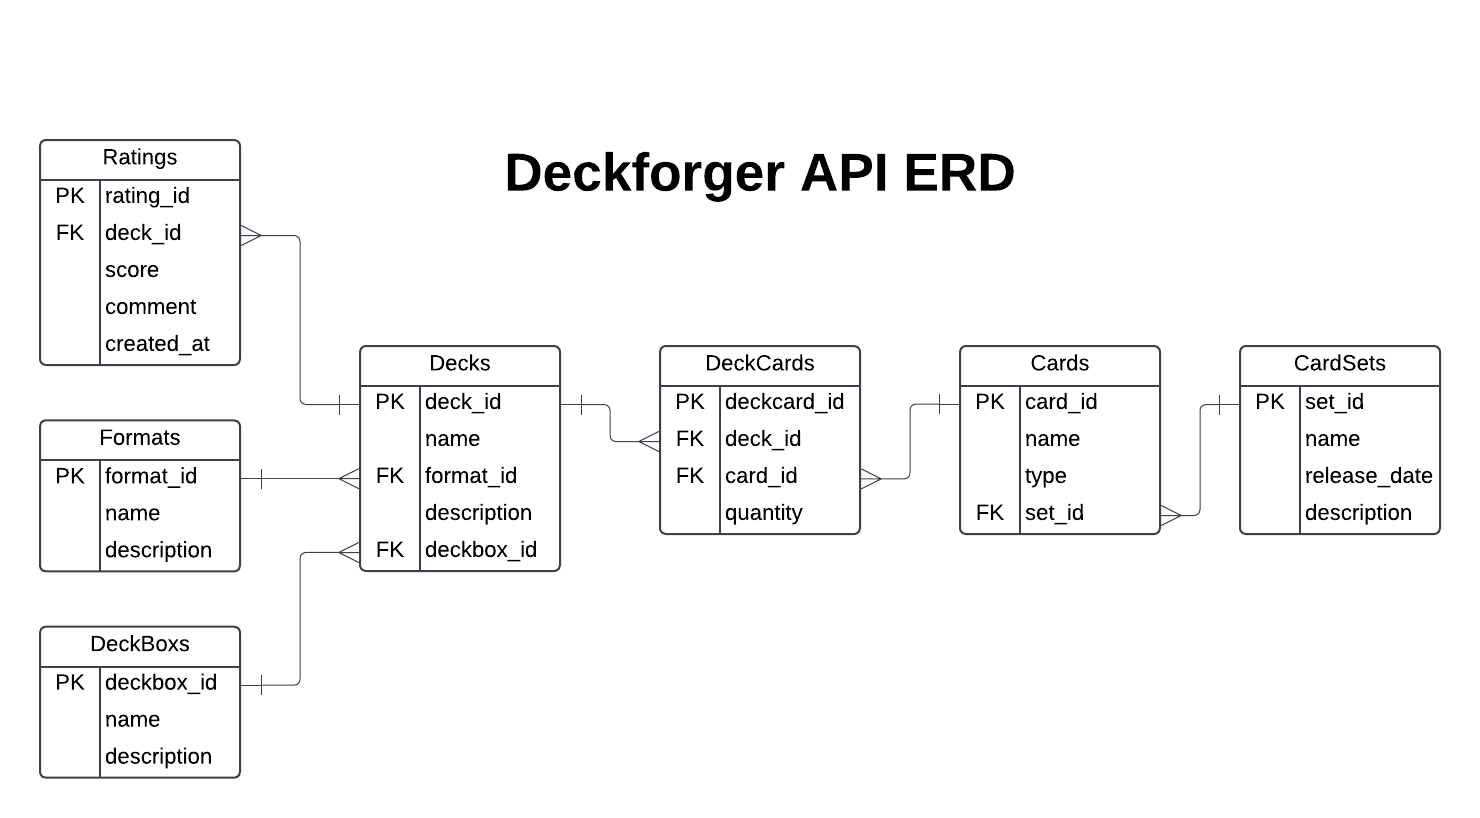 Deckforger API ERD
Ratings
PK rating_id
FK deck_id
score
comment
created_at
Formats
PK format_id
name
description
DeckBoxs
PK deckbox_id
name
description
Decks
PK deck_id
name
FK format_id
description
FK deckbox_id
DeckCards
PK deckcard_id
FK deck_id
FK card_id
quantity
Cards
PK card_id
name
type
FK set_id
CardSets
PK set_id
name
release_date
description